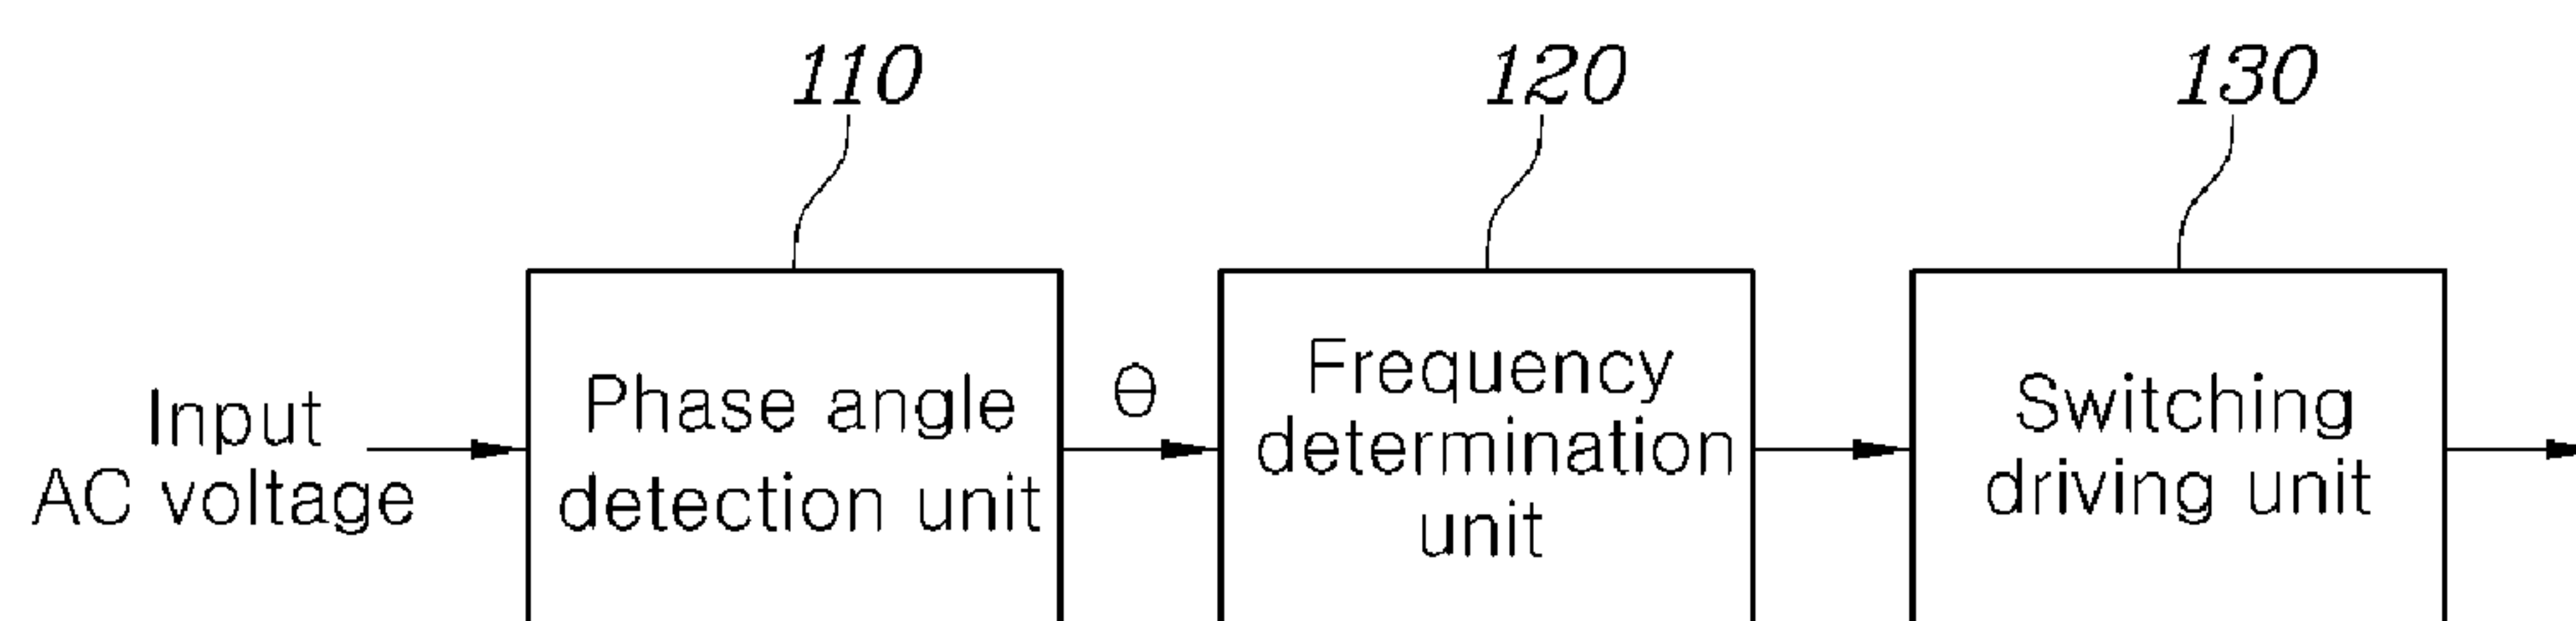 110
120
130
Input
AC voltage
Phase angle
detection unit
θ
Frequency
determination
unit
Switching
driving unit